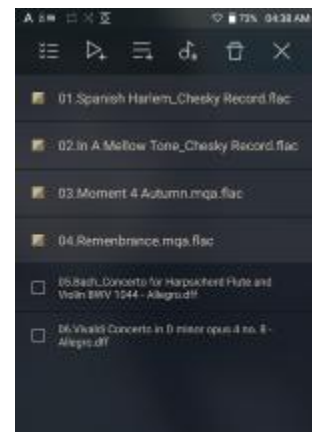 73% 04:38 AM
01.Spanish Harlem_Chesky Record.flac
02.In A Mellow Tone_Chesky Record.flac
03.Moment 4 Autumn.mqa.flac
04.Remenbrance.mqa.flac
05.Bach_Concerto for Harpsichord Flute and
Violin BWV 1044 - Allegro.dff
06.Vivaldi Concerto in D minor opus 4 no. 8 -
Allegro.dff